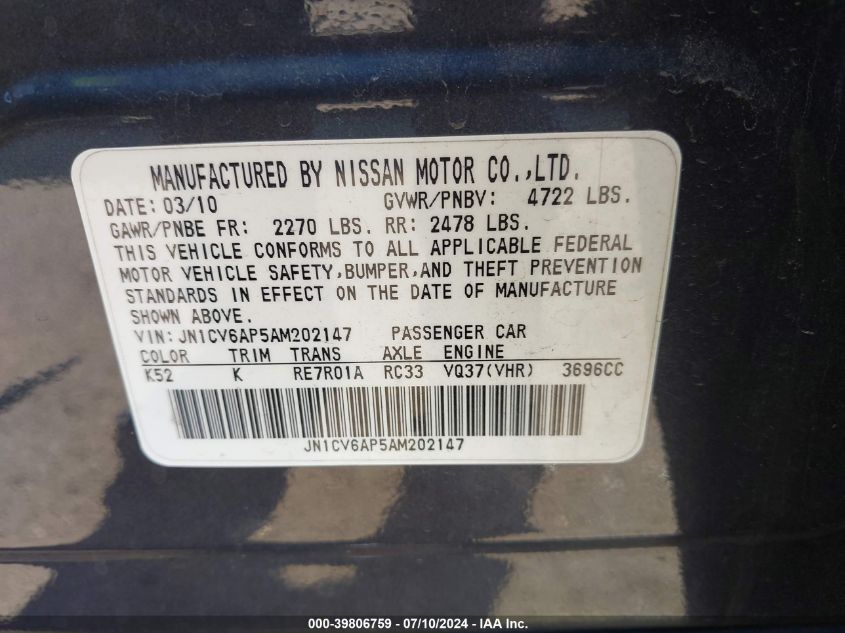 MANUFACTURED BY NISSAN MOTOR CO.,LTD.
DATE: 03/10 GVWR/PNBV: 4722 LBS.
GAWR/PNBE FR: 2270 LBS. RR: 2478 LBS.
THIS VEHICLE CONFORMS TO ALL APPLICABLE FEDERAL
MOTOR VEHICLE SAFETY,BUMPER,AND THEFT PREVENTION
STANDARDS IN EFFECT ON THE DATE OF MANUFACTURE
SHOWN ABOVE.
VIN: JN1CV6AP5AM202147 PASSENGER CAR
COLOR TRIM TRANS AXLE ENGINE
K52 K RE7R01A RC33 VQ37(VHR) 3696CC
JN1CV6AP5AM202147
000-39806759 - 07/10/2024 - IAA Inc.